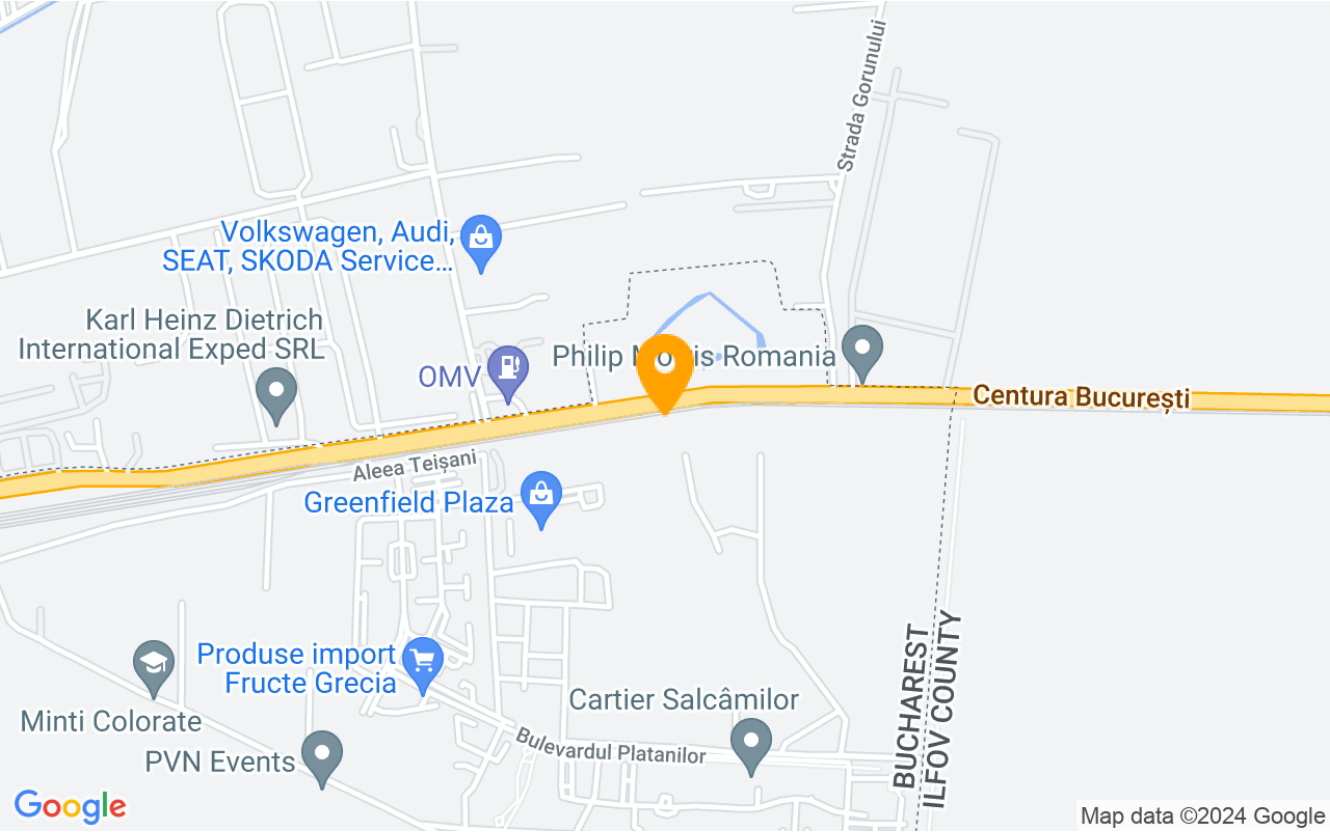 Strada Gorunului
Volkswagen, Audi,
SEAT, SKODA Service...
Karl Heinz Dietrich
International Exped SRL
OMV
Philip Mo is Romania
Centura București
Aleea Teișani
Greenfield Plaza
Produse import
Fructe Grecia
Minti Colorate
PVN Events
Cartier Salcâmilor
Bulevardul Platanilor
BUCHAREST
ILFOV COUNTY
Google
Map data ©2024 Google